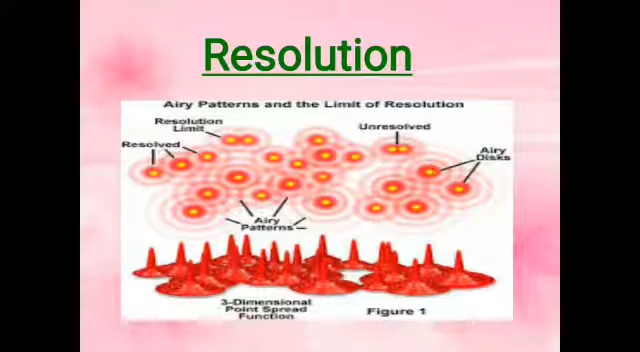 Resolution
Airy Patterns and the Limit of Resolution
Resolution
Limit
Unresolved
Resolved
Airy
Disks
Airy
Patterns
3-Dimensional
Point Spread
Function
Figure 1